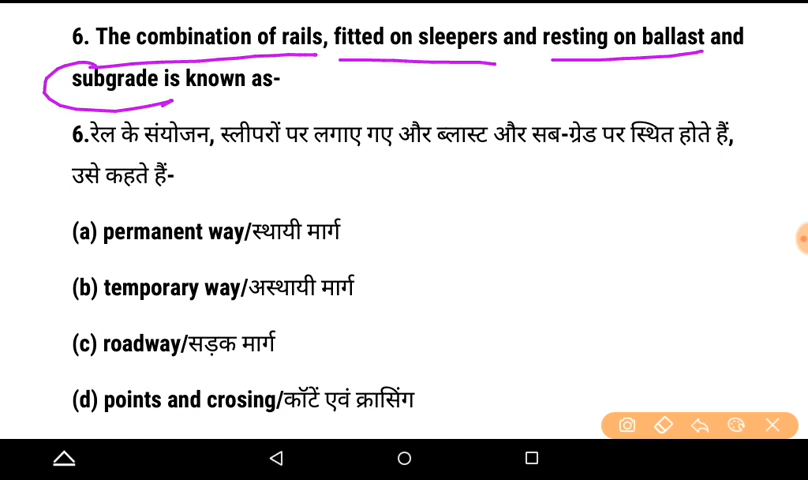 6. The combination of rails, fitted on sleepers and resting on ballast and
subgrade is known as-
6.रेल के संयोजन, स्लीपरों पर लगाए गए और ब्लास्ट और सब-ग्रेड पर स्थित होते हैं,
उसे कहते हैं-
(a) permanent way/स्थायी मार्ग
(b) temporary way/अस्थायी मार्ग
(c) roadway/सड़क मार्ग
(d) points and crosing/कॉटें एवं क्रासिंग